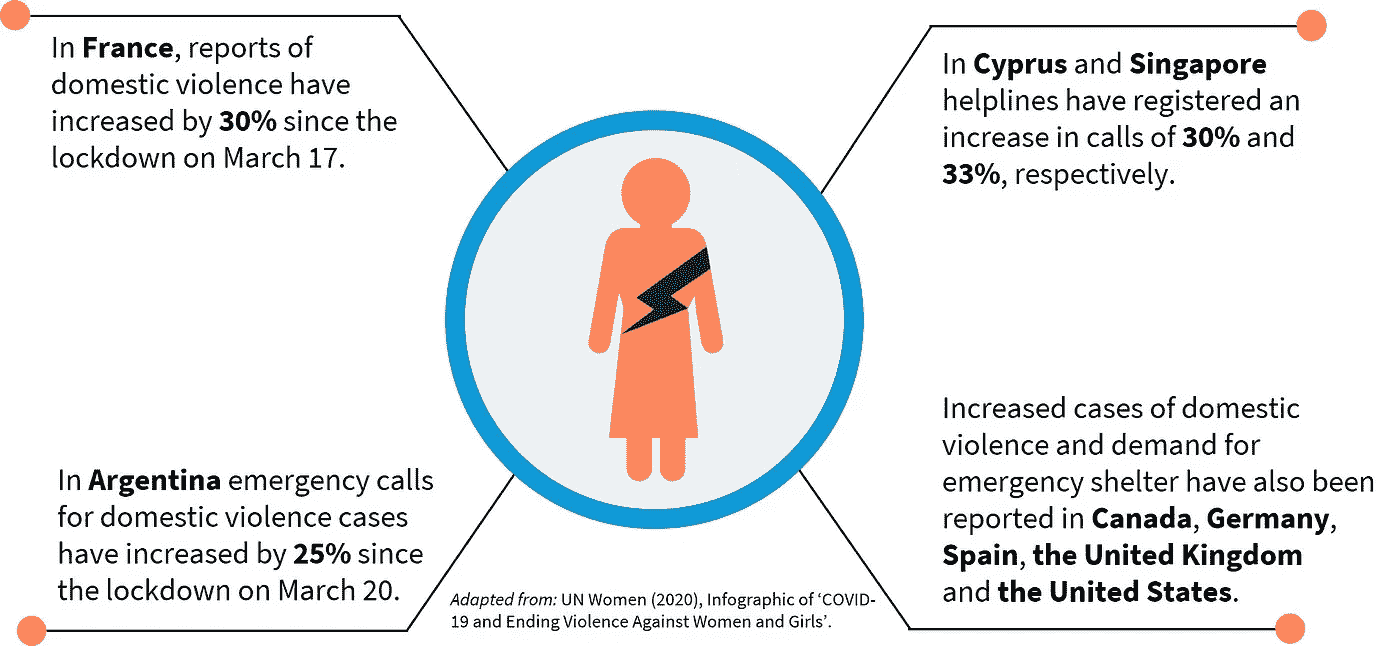 In France, reports of
domestic violence have
increased by 30% since the
lockdown on March 17.
In Cyprus and Singapore
helplines have registered an
increase in calls of 30% and
33%, respectively.
In Argentina emergency calls
for domestic violence cases
have increased by 25% since
the lockdown on March 20.
Increased cases of domestic
violence and demand for
emergency shelter have also been
reported in Canada, Germany,
Spain, the United Kingdom
and the United States.
Adapted from: UN Women (2020), Infographic of ‘COVID-
19 and Ending Violence Against Women and Girls’.